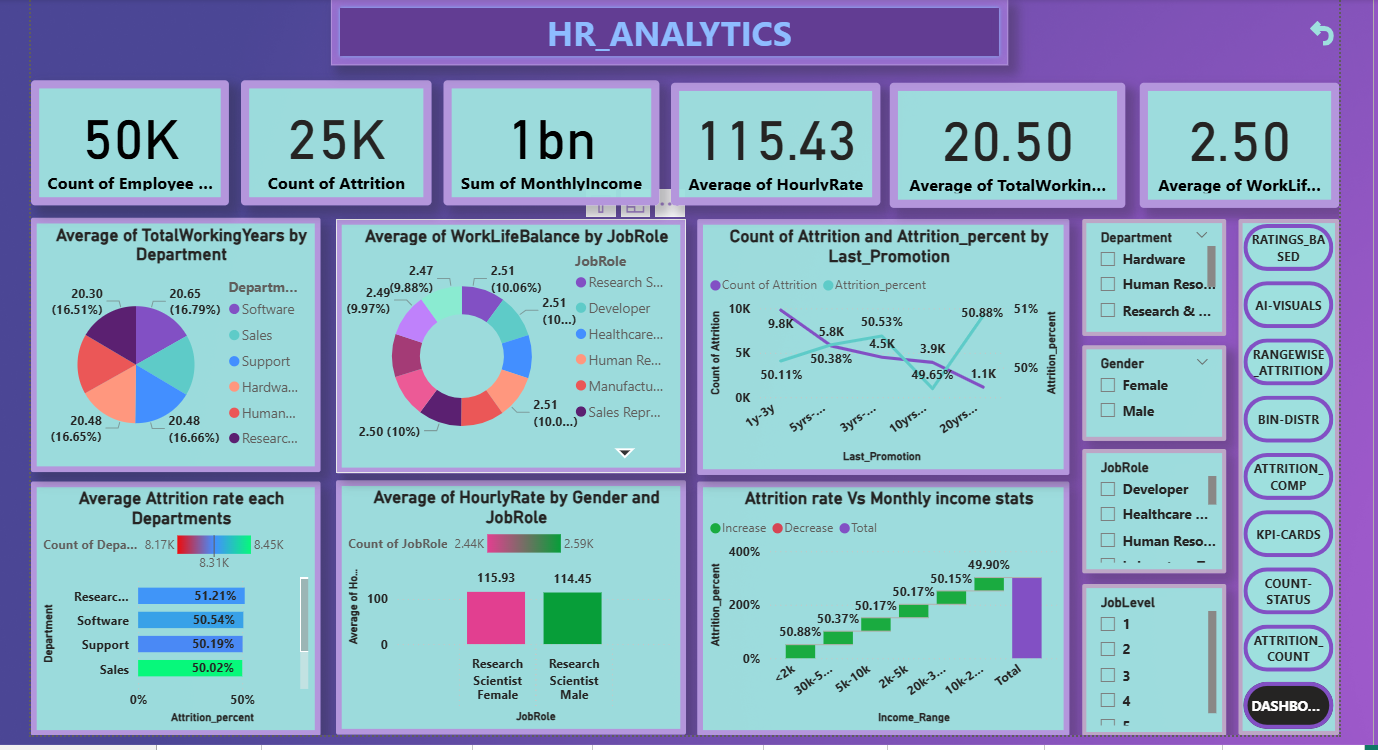 HR_ANALYTICS
50K
Count of Employee ...
25K
Count of Attrition
1bn
Sum of MonthlyIncome
115.43
Average of HourlyRate
20.50
Average of TotalWorkin...
2.50
Average of WorkLif...
Average of TotalWorkingYears by
Department
20.30
(16.51%)
20.65
(16.79%)
20.48
(16.65%)
20.48
(16.66%)
Departm...
Software
Sales
Support
Hardwa...
Human...
Researc...
Average of WorkLifeBalance by JobRole
2.47
(9.88%)
2.49
(9.97%)
2.51
(10.06%)
2.51
(10...)
2.51
(10.0...)
2.50 (10%)
JobRole
Research S...
Developer
Healthcare...
Human Re...
Manufactu...
Sales Repr...
Count of Attrition and Attrition_percent by
Last_Promotion
Count of Attrition
Attrition_percent
Count of Attrition
10K
5K
0K
9.8K
5.8K
4.5K
3.9K
1.1K
50.11%
50.38%
50.53%
49.65%
50.88%
51%
50%
Attrition_percent
1y-3y
5yrs-...
3yrs-...
10yrs...
20yrs...
Last_Promotion
Department
Hardware
Human Reso...
Research & ...
Gender
Female
Male
JobRole
Developer
Healthcare ...
Human Reso...
JobLevel
1
2
3
4
5
RATINGS_BA
SED
AI-VISUALS
RANGEWISE
_ATTRITION
BIN-DISTR
ATTRITION_
COMP
KPI-CARDS
COUNT-
STATUS
ATTRITION_
COUNT
DASHBO...
Average Attrition rate each
Departments
Count of Depa...
8.17K
8.31K
8.45K
Department
Researc...
51.21%
Software
50.54%
Support
50.19%
Sales
50.02%
0%
50%
Attrition_percent
Average of HourlyRate by Gender and
JobRole
Count of JobRole
2.44K
2.59K
Average of Ho...
100
0
115.93
114.45
Research
Scientist
Female
Research
Scientist
Male
JobRole
Attrition rate Vs Monthly income stats
Increase
Decrease
Total
Attrition_percent
400%
200%
0%
50.88%
50.37%
50.17%
50.17%
50.15%
49.90%
<2k
30k-5...
5k-10k
2k-5k
20k-3...
10k-2...
Total
Income_Range